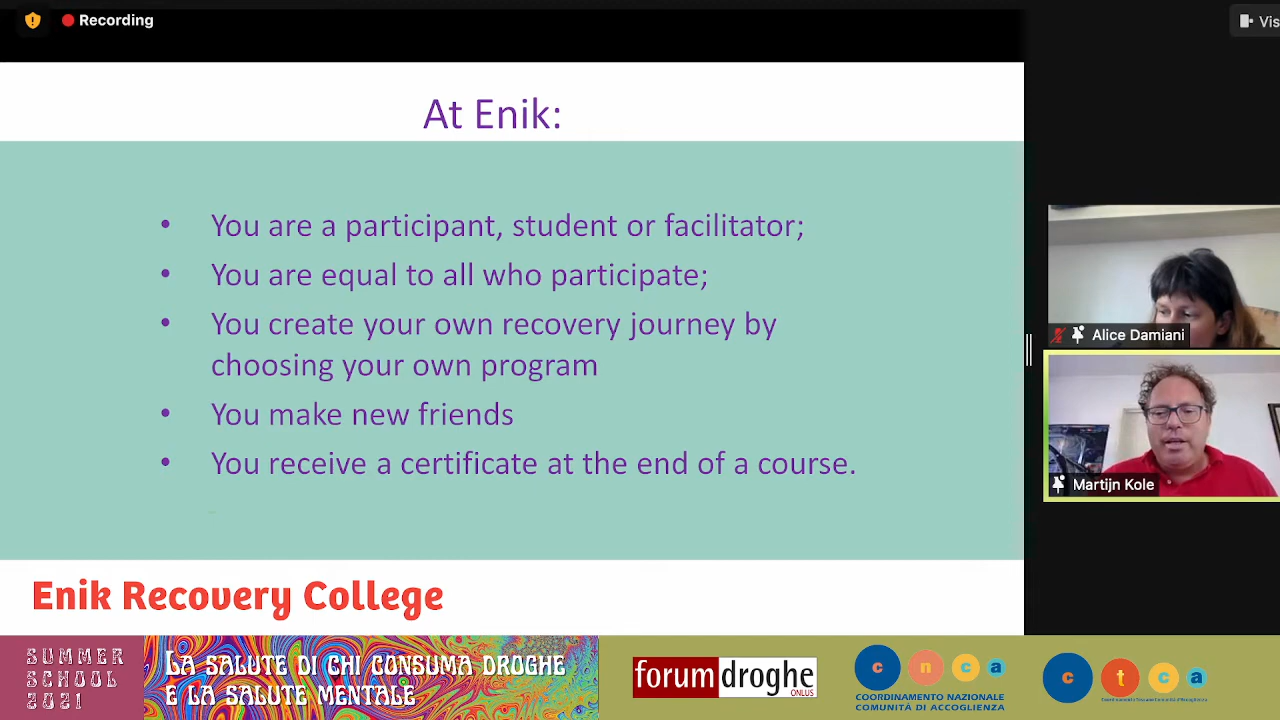 Recording
Vis
At Enik:
• You are a participant, student or facilitator;
• You are equal to all who participate;
• You create your own recovery journey by
choosing your own program
• You make new friends
• You receive a certificate at the end of a course.
Alice Damiani
Martijn Kole
Enik Recovery College
SUMMER
SCHOOL
2021
LA SALUTE DI CHI CONSUMA DROGHE
E LA SALUTE MENTALE
forumdroghe
ONLUS
cnca
COORDINAMENTO NAZIONALE
COMUNITÀ DI ACCOGLIENZA
ctca